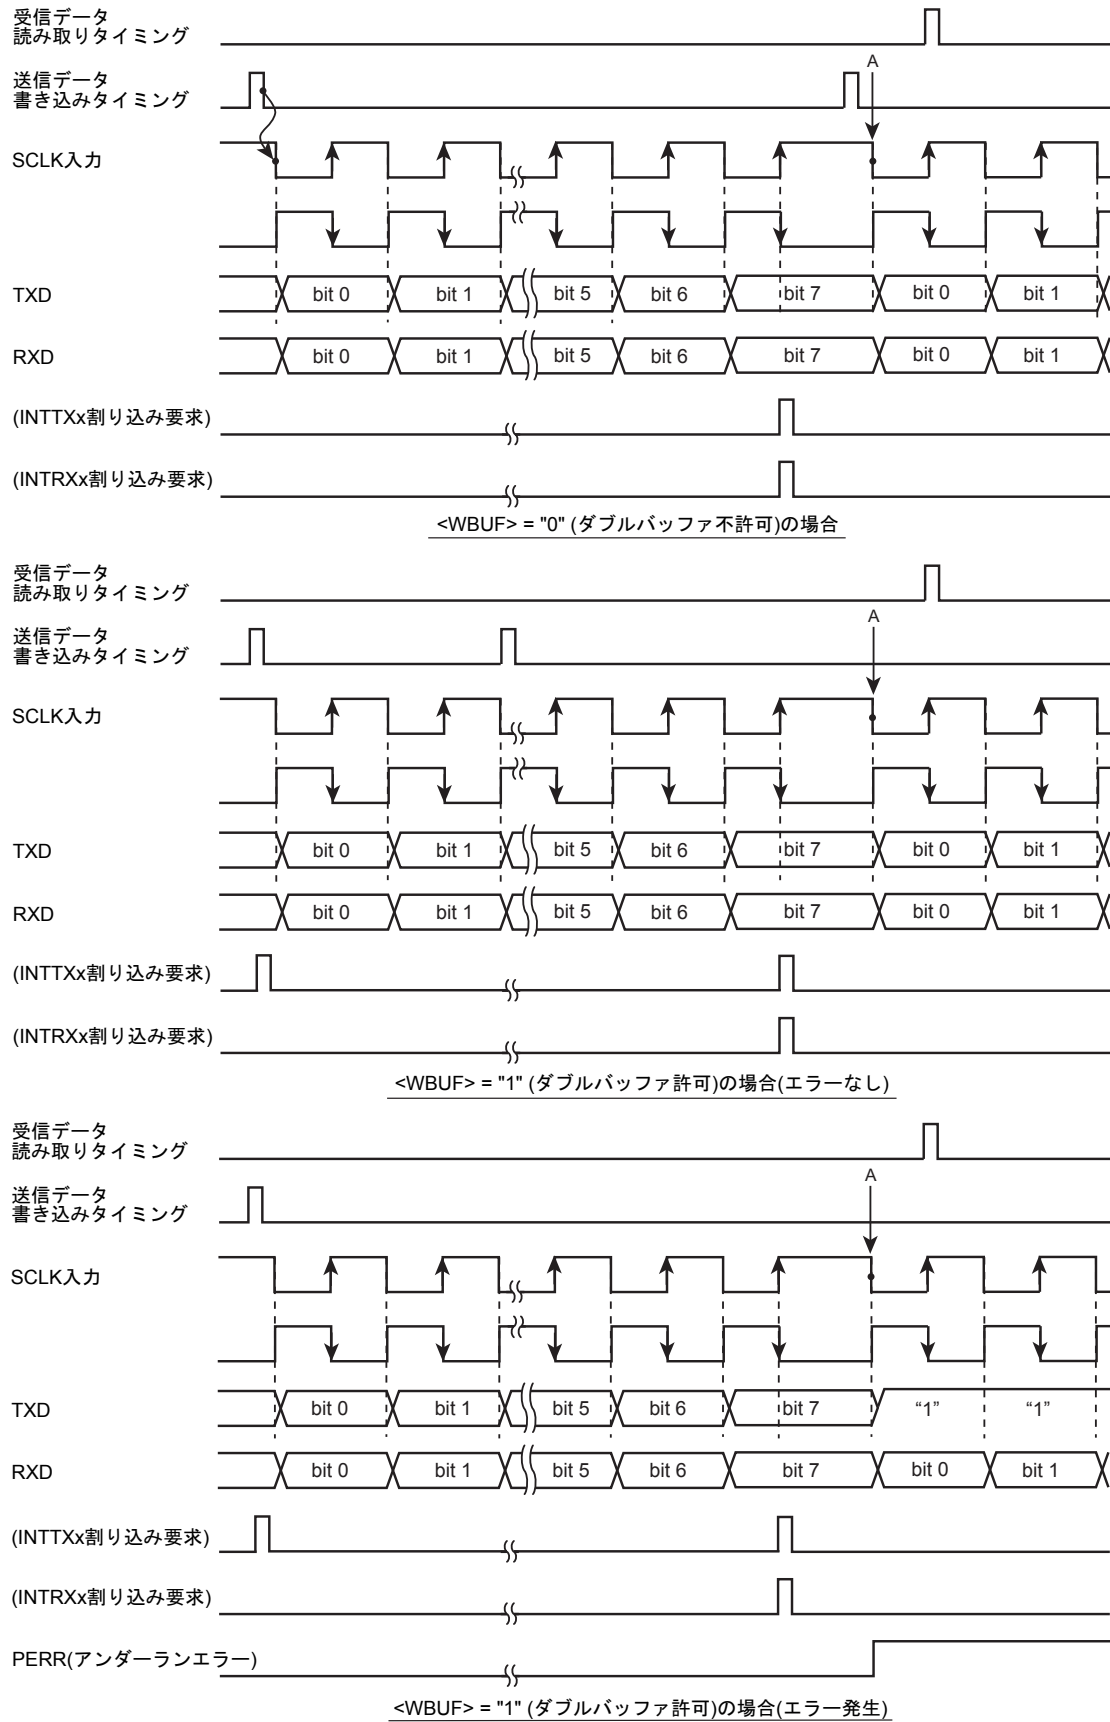 受信データ
読み取りタイミング
送信データ
書き込みタイミング
A
SCLK入力
TXD
bit 0 bit 1 bit 5 bit 6 bit 7 bit 0 bit 1
RXD
bit 0 bit 1 bit 5 bit 6 bit 7 bit 0 bit 1
(INTTXx割り込み要求)
(INTRXx割り込み要求)
<WBUF> = "0" (ダブルバッファ不許可)の場合
受信データ
読み取りタイミング
送信データ
書き込みタイミング
A
SCLK入力
TXD
bit 0 bit 1 bit 5 bit 6 bit 7 bit 0 bit 1
RXD
bit 0 bit 1 bit 5 bit 6 bit 7 bit 0 bit 1
(INTTXx割り込み要求)
(INTRXx割り込み要求)
<WBUF> = "1" (ダブルバッファ許可)の場合(エラーなし)
受信データ
読み取りタイミング
送信データ
書き込みタイミング
A
SCLK入力
TXD
bit 0 bit 1 bit 5 bit 6 bit 7 “1” “1”
RXD
bit 0 bit 1 bit 5 bit 6 bit 7 bit 0 bit 1
(INTTXx割り込み要求)
(INTRXx割り込み要求)
PERR(アンダーランエラー)
<WBUF> = "1" (ダブルバッファ許可)の場合(エラー発生)